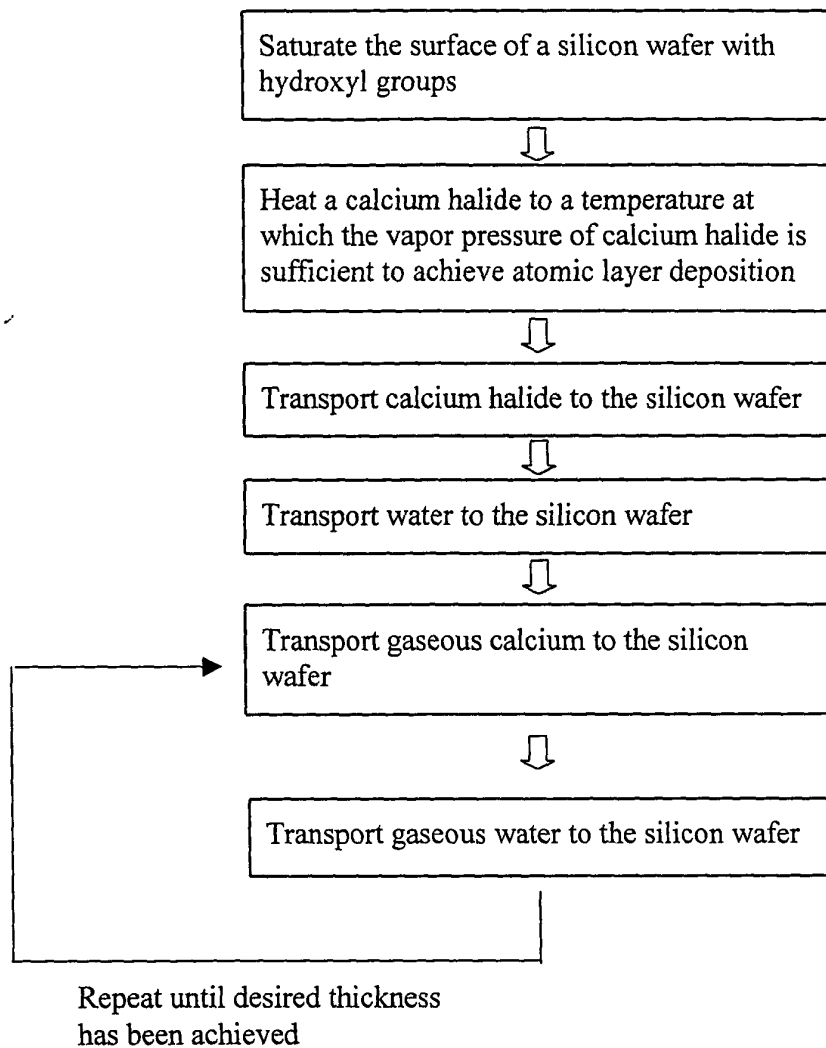 Saturate the surface of a silicon wafer with
hydroxyl groups
Heat a calcium halide to a temperature at
which the vapor pressure of calcium halide is
sufficient to achieve atomic layer deposition
Transport calcium halide to the silicon wafer
Transport water to the silicon wafer
Transport gaseous calcium to the silicon
wafer
Transport gaseous water to the silicon wafer
Repeat until desired thickness
has been achieved